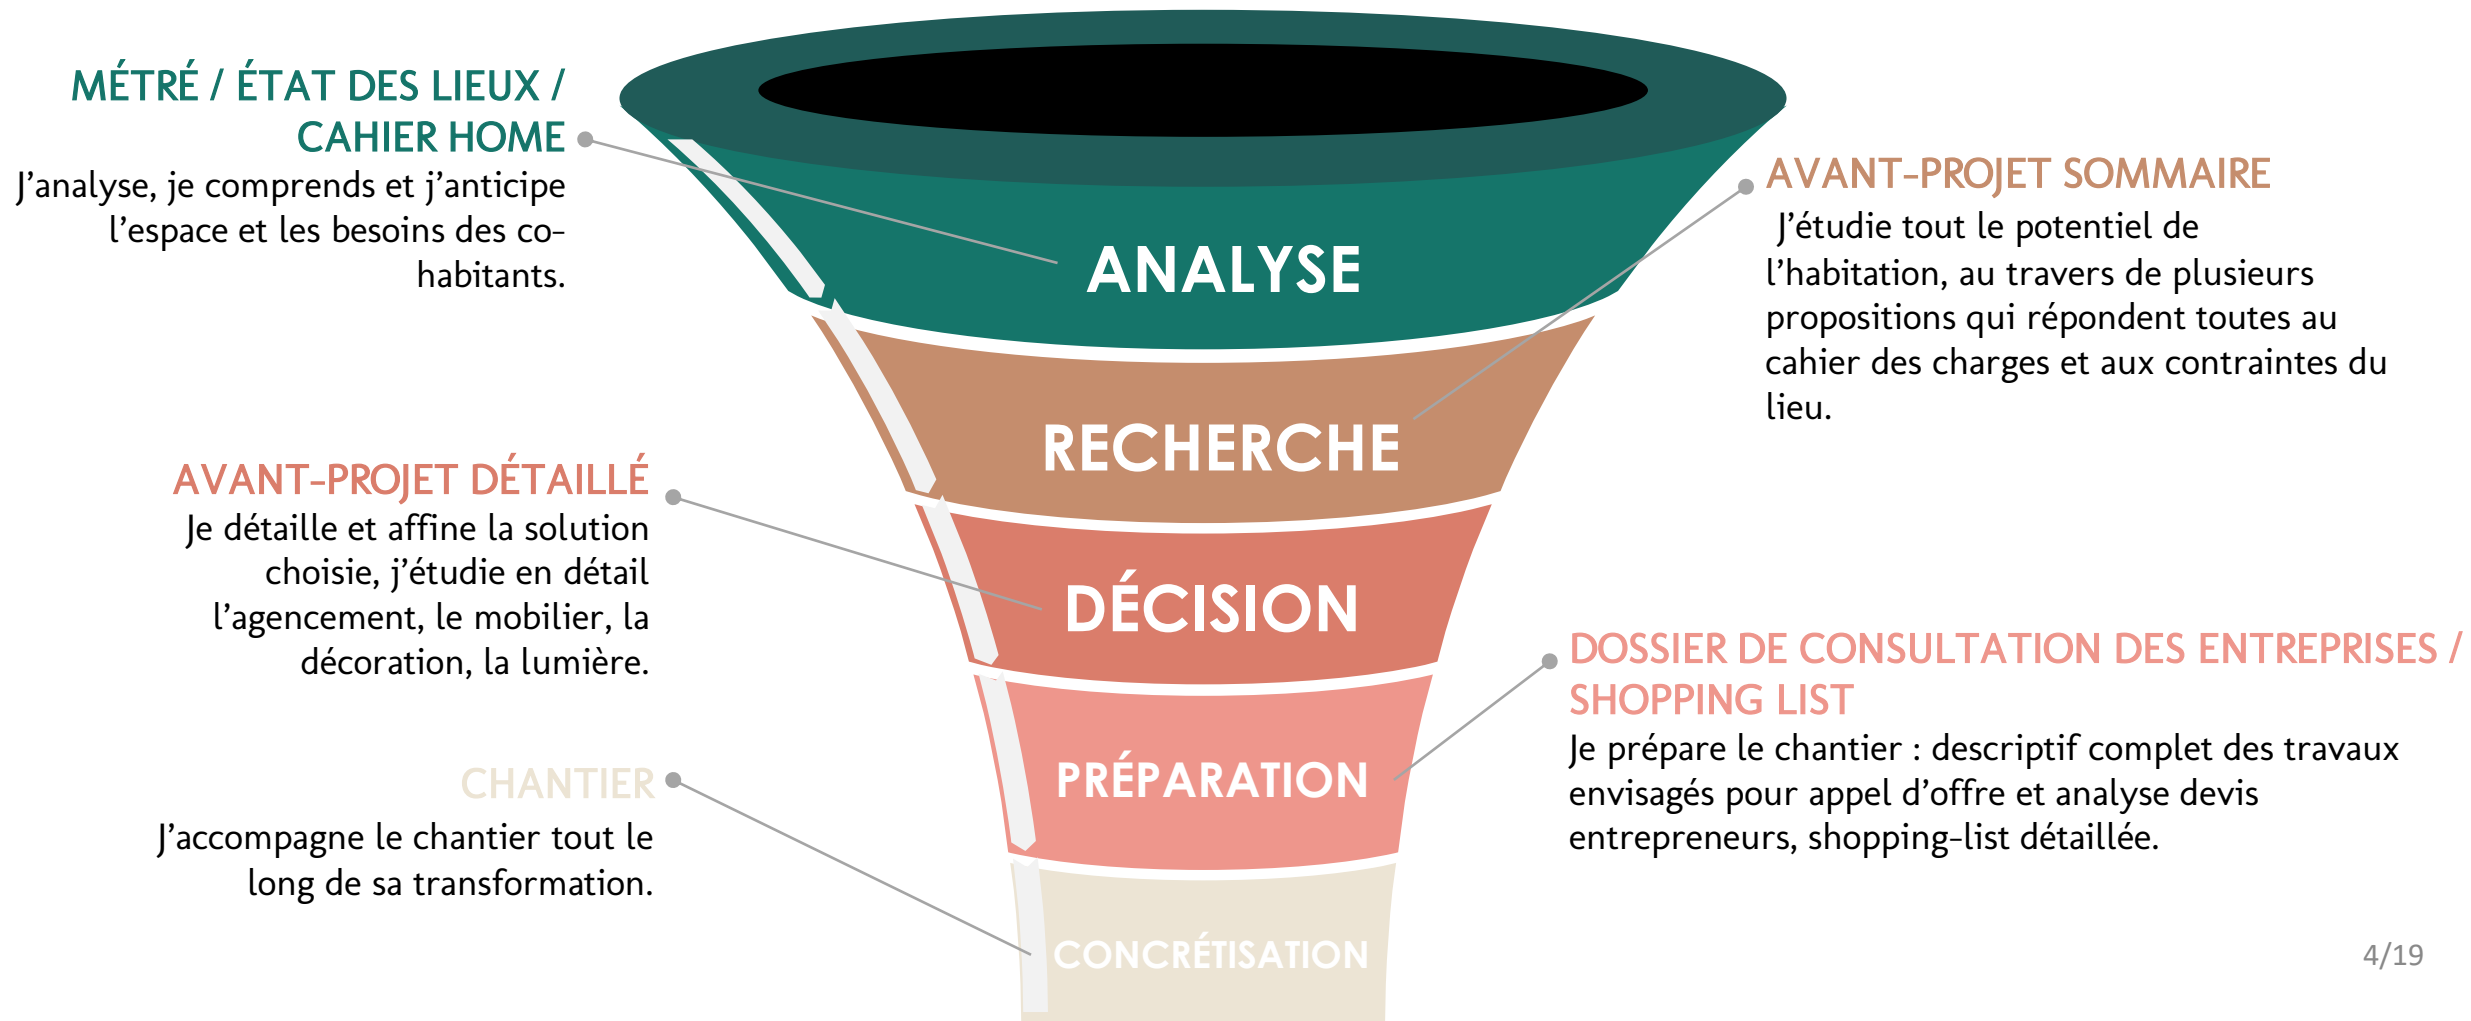 MÉTRÉ / ÉTAT DES LIEUX /
CAHIER HOME
J’analyse, je comprends et j’anticipe
l’espace et les besoins des co-
habitants.
ANALYSE
AVANT-PROJET SOMMAIRE
J’étudie tout le potentiel de
l’habitation, au travers de plusieurs
propositions qui répondent toutes au
cahier des charges et aux contraintes du
lieu.
RECHERCHE
AVANT-PROJET DÉTAILLÉ
Je détaille et affine la solution
choisie, j’étudie en détail
l’agencement, le mobilier, la
décoration, la lumière.
DÉCISION
DOSSIER DE CONSULTATION DES ENTREPRISES /
SHOPPING LIST
Je prépare le chantier : descriptif complet des travaux
envisagés pour appel d’offre et analyse devis
entrepreneurs, shopping-list détaillée.
PRÉPARATION
CHANTIER
J’accompagne le chantier tout le
long de sa transformation.
CONCRÉTISATION
4/19